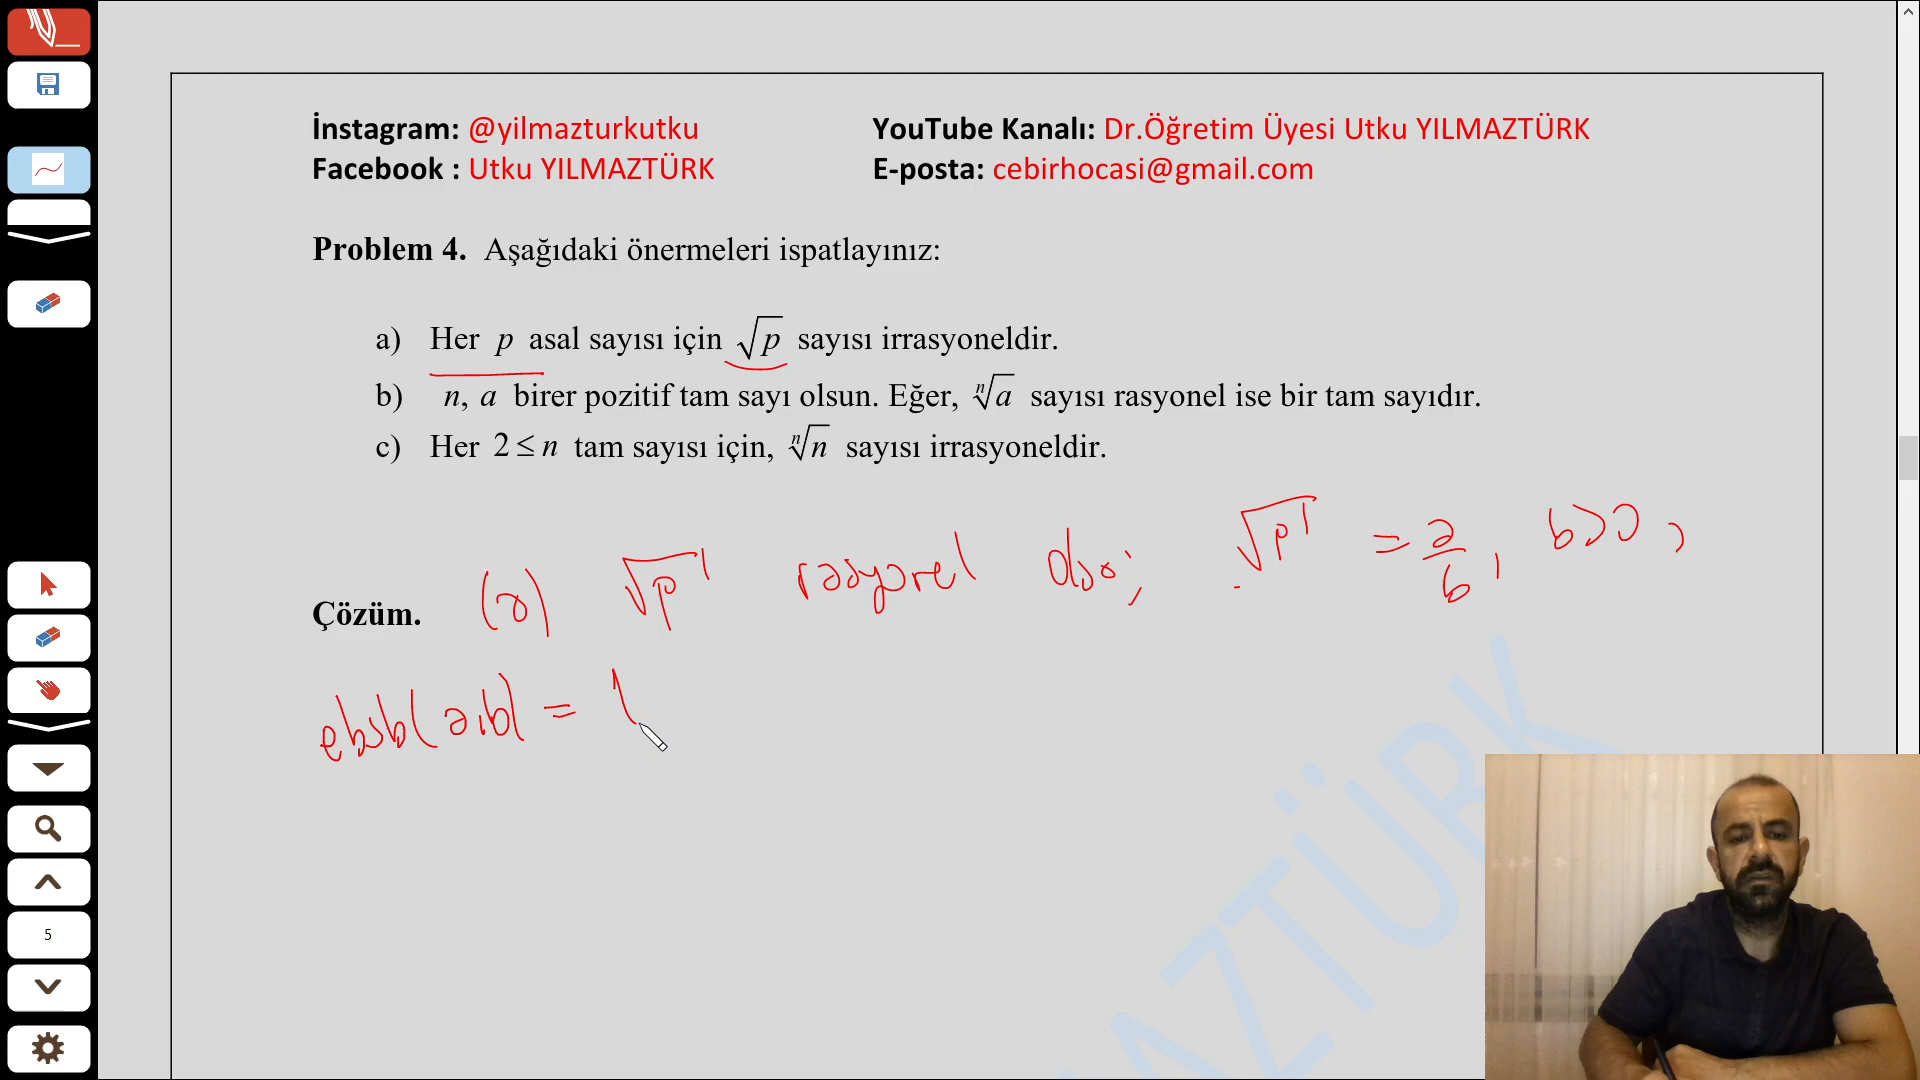 İnstagram: @yilmazturkutku YouTube Kanalı: Dr.Öğretim Üyesi Utku YILMAZTÜRK
Facebook : Utku YILMAZTÜRK E-posta: cebirhocasi@gmail.com
Problem 4. Aşağıdaki önermeleri ispatlayınız:
a) Her p asal sayısı için √p sayısı irrasyoneldir.
b) n, a birer pozitif tam sayı olsun. Eğer, ⁿ√a sayısı rasyonel ise bir tam sayıdır.
c) Her 2 ≤ n tam sayısı için, ⁿ√n sayısı irrasyoneldir.
Çözüm. (a) √p rasyonel olsa; √p = a/b, b>0,
ebob(a,b) = 1
MAZTÜRK
5